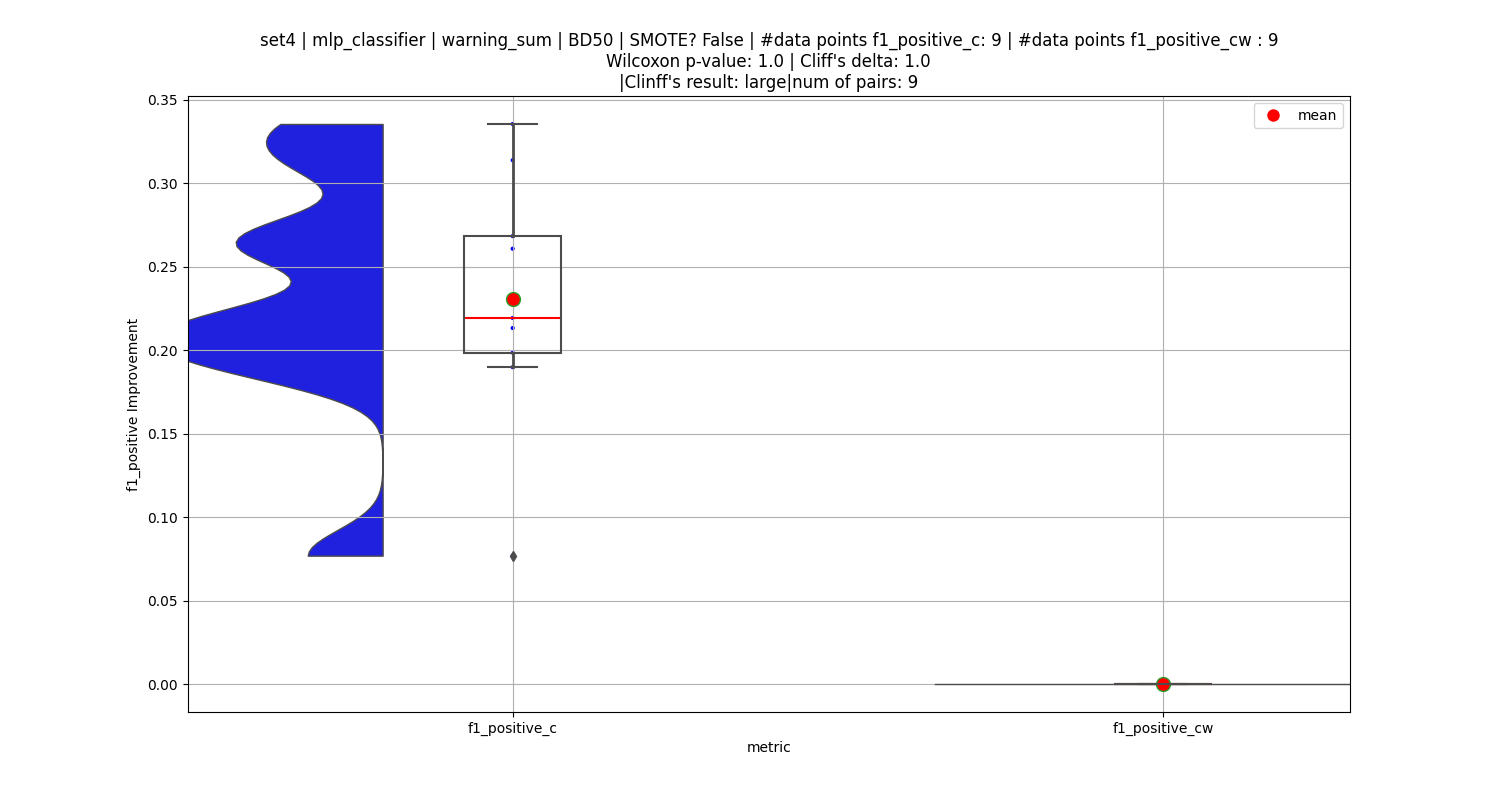 set4 | mlp_classifier | warning_sum | BD50 | SMOTE? False | #data points f1_positive_c: 9 | #data points f1_positive_cw : 9
Wilcoxon p-value: 1.0 | Cliff's delta: 1.0
|Clinff's result: large|num of pairs: 9
mean
0.35
0.30
0.25
0.20
0.15
0.10
0.05
0.00
f1_positive Improvement
f1_positive_c
f1_positive_cw
metric